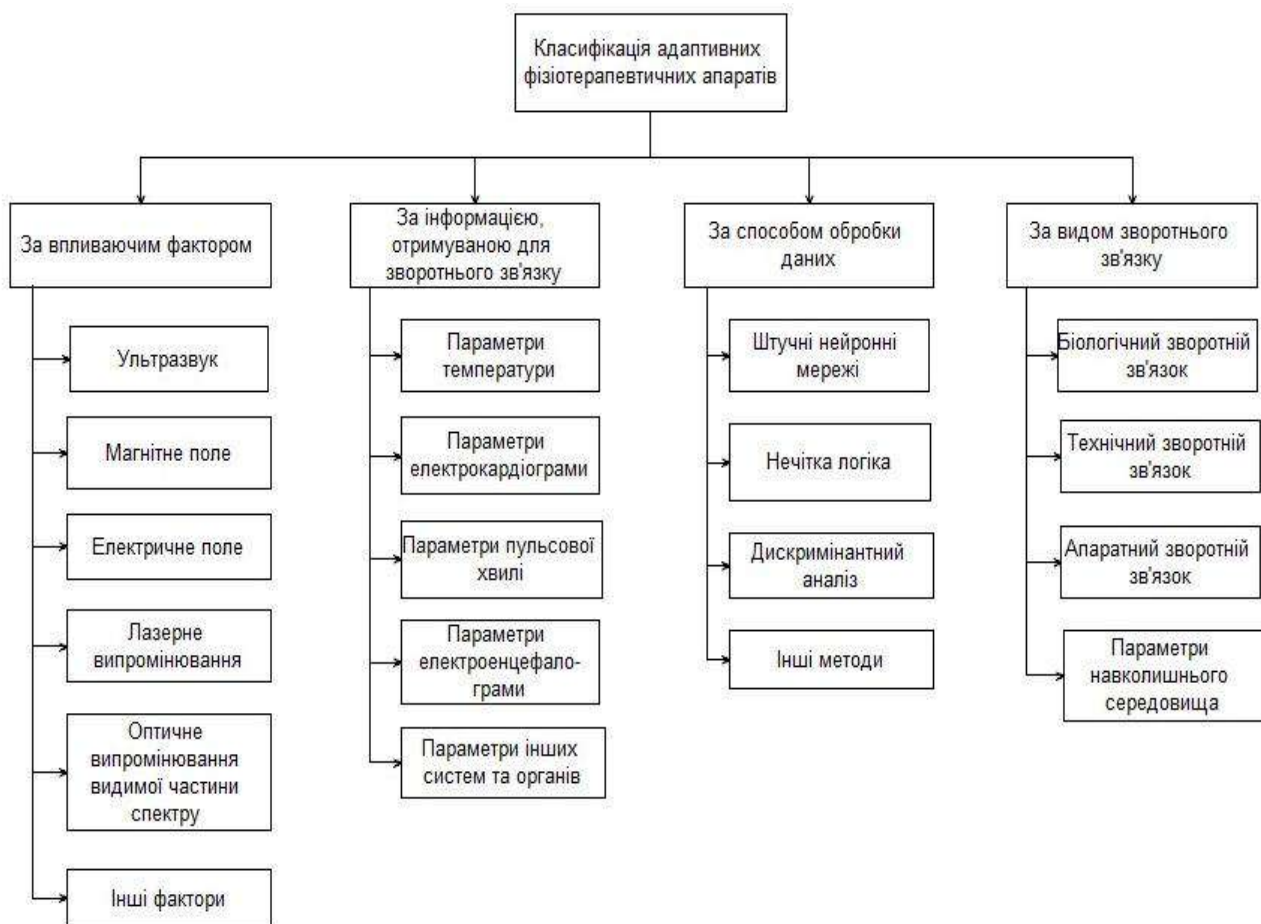 Класифікація адаптивних
фізіотерапевтичних апаратів
За впливаючим фактором
Ультразвук
Магнітне поле
Електричне поле
Лазерне
випромінювання
Оптичне
випромінювання
видимої частини
спектру
Інші фактори
За інформацією,
отримуваною для
зворотнього зв'язку
Параметри
температури
Параметри
електрокардіограми
Параметри пульсової
хвилі
Параметри
електроенцефало-
грами
Параметри інших
систем та органів
За способом обробки
даних
Штучні нейронні
мережі
Нечітка логіка
Дискримінантний
аналіз
Інші методи
За видом зворотнього
зв'язку
Біологічний зворотній
зв'язок
Технічний зворотній
зв'язок
Апаратний зворотній
зв'язок
Параметри
навколишнього
середовища